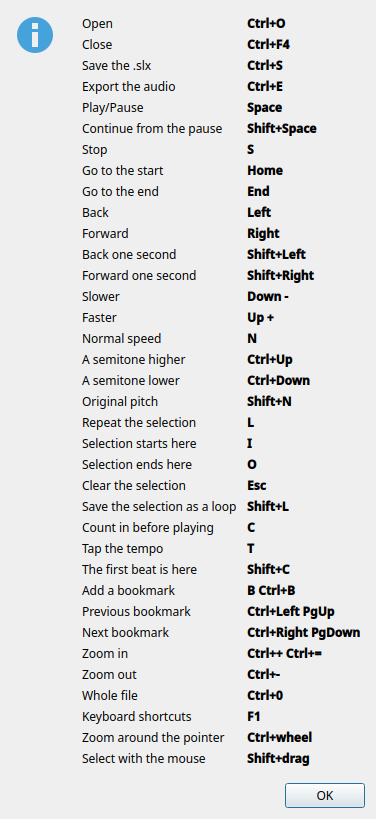 Open Ctrl+O
Close Ctrl+F4
Save the .slx Ctrl+S
Export the audio Ctrl+E
Play/Pause Space
Continue from the pause Shift+Space
Stop S
Go to the start Home
Go to the end End
Back Left
Forward Right
Back one second Shift+Left
Forward one second Shift+Right
Slower Down -
Faster Up +
Normal speed N
A semitone higher Ctrl+Up
A semitone lower Ctrl+Down
Original pitch Shift+N
Repeat the selection L
Selection starts here I
Selection ends here O
Clear the selection Esc
Save the selection as a loop Shift+L
Count in before playing C
Tap the tempo T
The first beat is here Shift+C
Add a bookmark B Ctrl+B
Previous bookmark Ctrl+Left PgUp
Next bookmark Ctrl+Right PgDown
Zoom in Ctrl++ Ctrl+=
Zoom out Ctrl+-
Whole file Ctrl+0
Keyboard shortcuts F1
Zoom around the pointer Ctrl+wheel
Select with the mouse Shift+drag
OK